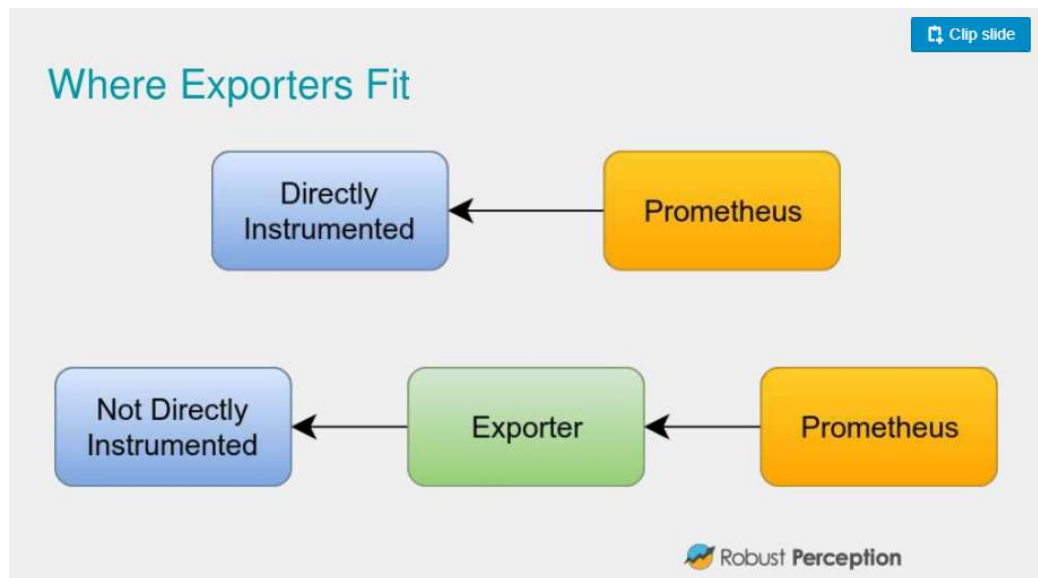 Clip slide
Where Exporters Fit
Directly
Instrumented
Prometheus
Not Directly
Instrumented
Exporter
Prometheus
Robust Perception